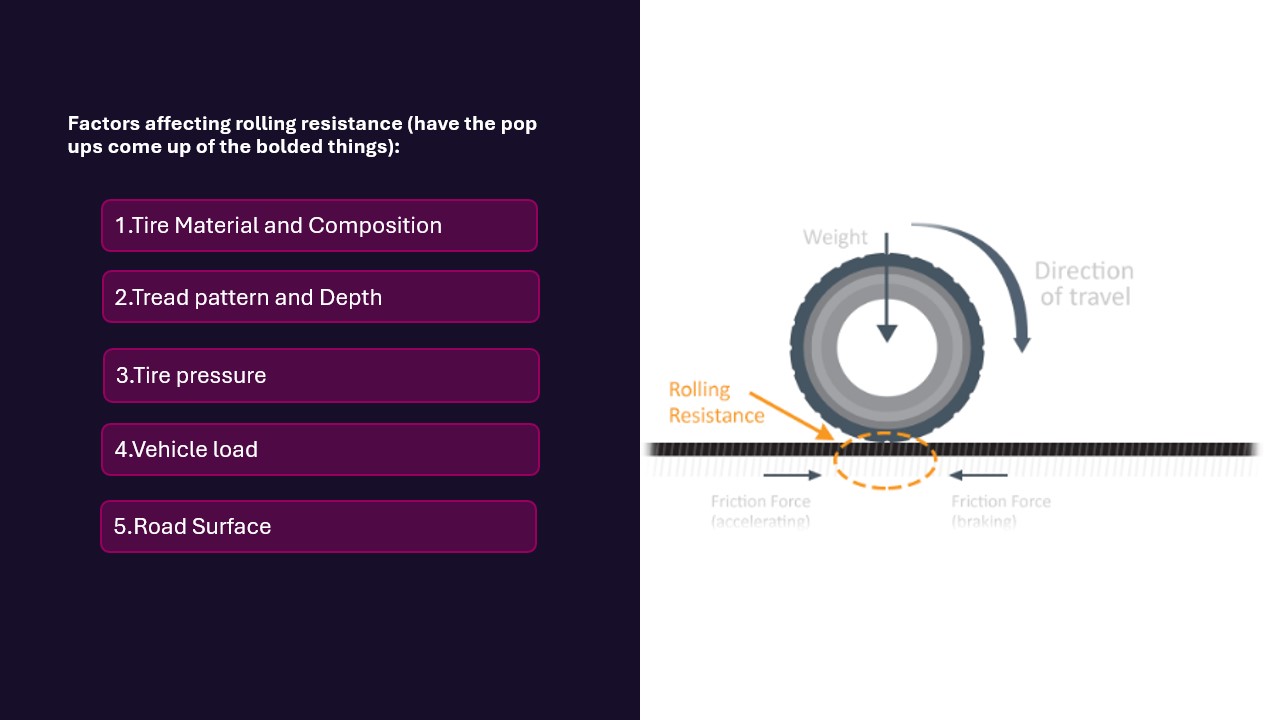 Factors affecting rolling resistance (have the pop
ups come up of the bolded things):
1.Tire Material and Composition
2.Tread pattern and Depth
3.Tire pressure
4.Vehicle load
5.Road Surface
Weight
Direction
of travel
Rolling
Resistance
Friction Force
(accelerating)
Friction Force
(braking)